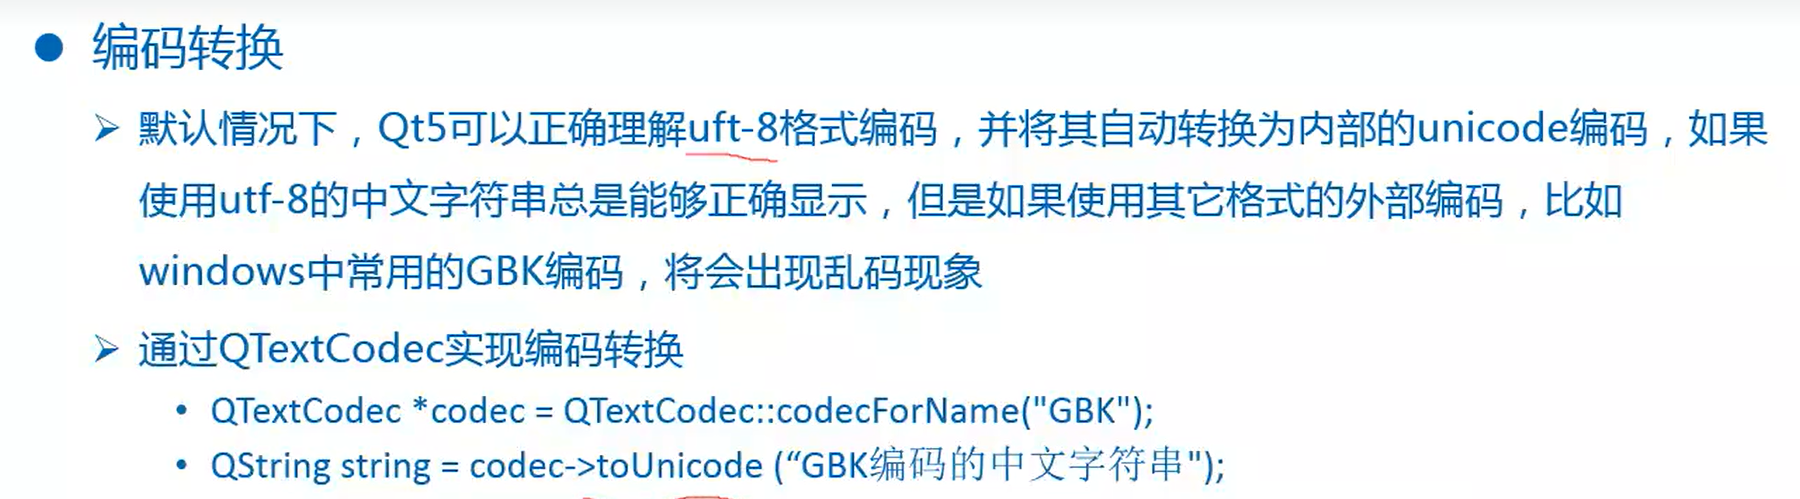 ● 编码转换
➢ 默认情况下，Qt5可以正确理解uft-8格式编码，并将其自动转换为内部的unicode编码，如果
使用utf-8的中文字符串总是能够正确显示，但是如果使用其它格式的外部编码，比如
windows中常用的GBK编码，将会出现乱码现象
➢ 通过QTextCodec实现编码转换
• QTextCodec *codec = QTextCodec::codecForName("GBK");
• QString string = codec->toUnicode (“GBK编码的中文字符串");